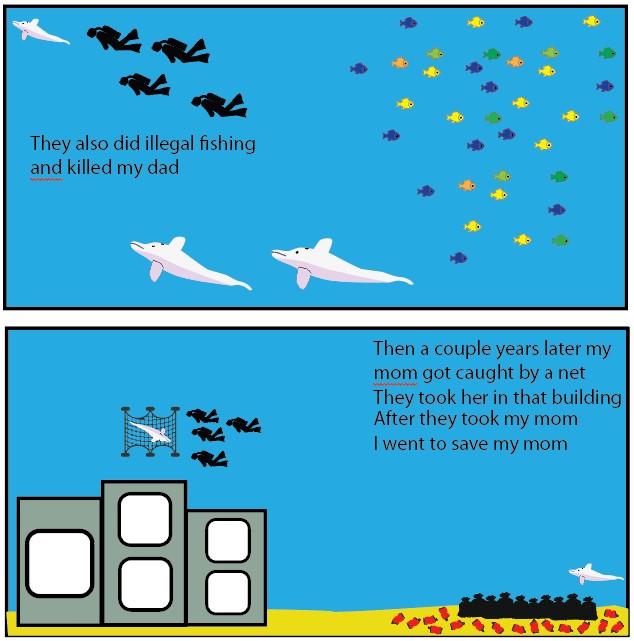 They also did illegal fishing
and killed my dad
Then a couple years later my
mom got caught by a net
They took her in that building
After they took my mom
I went to save my mom